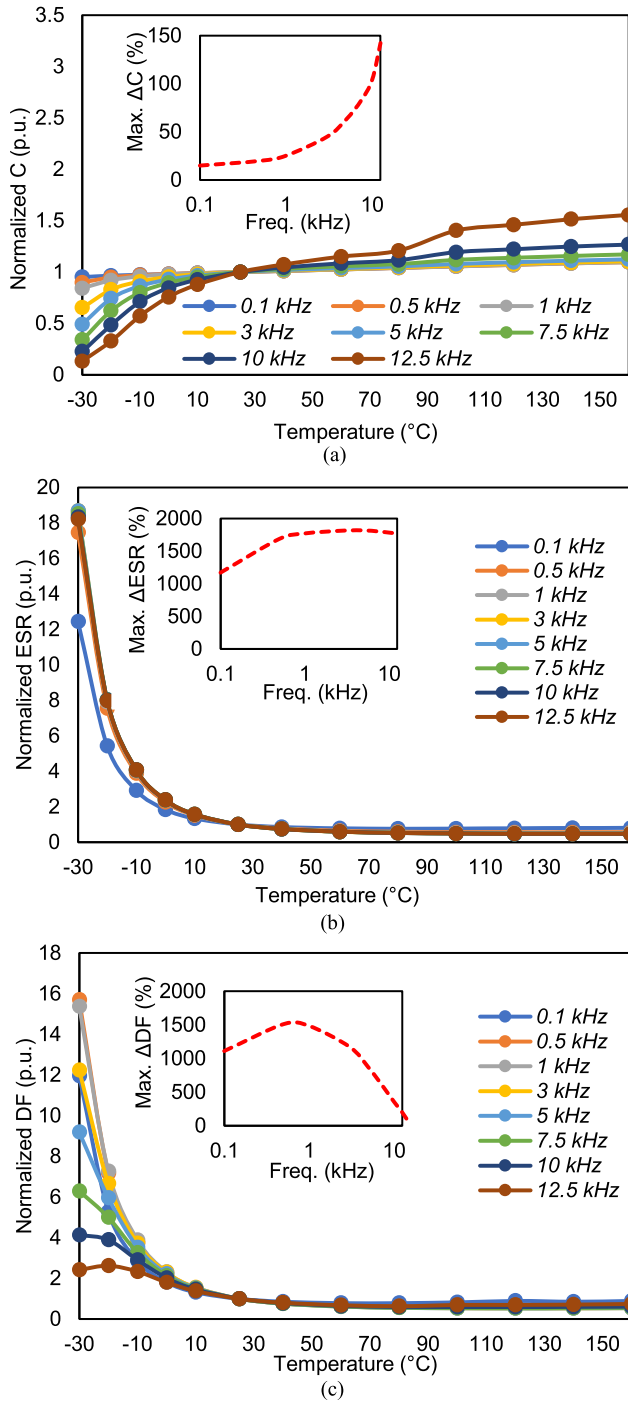 3.5
3
2.5
2
1.5
1
0.5
0
Normalized C (p.u.)
150
100
50
0
Max. ΔC (%)
0.1 1 10
Freq. (kHz)
0.1 kHz 0.5 kHz 1 kHz
3 kHz 5 kHz 7.5 kHz
10 kHz 12.5 kHz
-30 -10 10 30 50 70 90 110 130 150
Temperature (°C)
(a)
20
18
16
14
12
10
8
6
4
2
0
Normalized ESR (p.u.)
2000
1500
1000
500
0
Max. ΔESR (%)
0.1 1 10
Freq. (kHz)
0.1 kHz
0.5 kHz
1 kHz
3 kHz
5 kHz
7.5 kHz
10 kHz
12.5 kHz
-30 -10 10 30 50 70 90 110 130 150
Temperature (°C)
(b)
18
16
14
12
10
8
6
4
2
0
Normalized DF (p.u.)
2000
1500
1000
500
0
Max. ΔDF (%)
0.1 1 10
Freq. (kHz)
0.1 kHz
0.5 kHz
1 kHz
3 kHz
5 kHz
7.5 kHz
10 kHz
12.5 kHz
-30 -10 10 30 50 70 90 110 130 150
Temperature (°C)
(c)